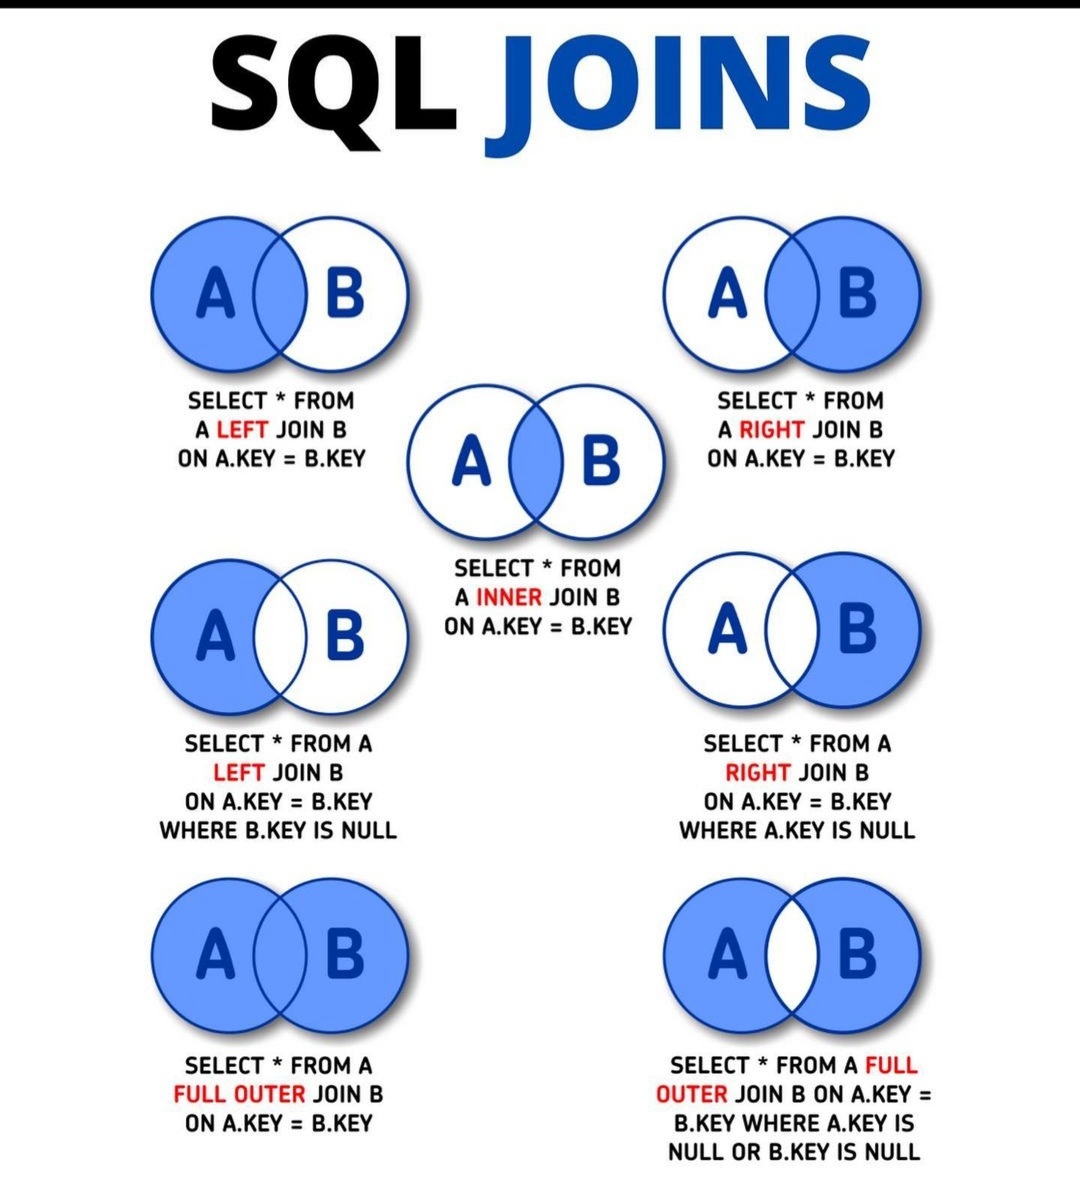 SQL JOINS
A B
SELECT * FROM
A LEFT JOIN B
ON A.KEY = B.KEY
A B
SELECT * FROM
A RIGHT JOIN B
ON A.KEY = B.KEY
A B
SELECT * FROM
A INNER JOIN B
ON A.KEY = B.KEY
A B
SELECT * FROM A
LEFT JOIN B
ON A.KEY = B.KEY
WHERE B.KEY IS NULL
A B
SELECT * FROM A
RIGHT JOIN B
ON A.KEY = B.KEY
WHERE A.KEY IS NULL
A B
SELECT * FROM A
FULL OUTER JOIN B
ON A.KEY = B.KEY
A B
SELECT * FROM A FULL
OUTER JOIN B ON A.KEY =
B.KEY WHERE A.KEY IS
NULL OR B.KEY IS NULL